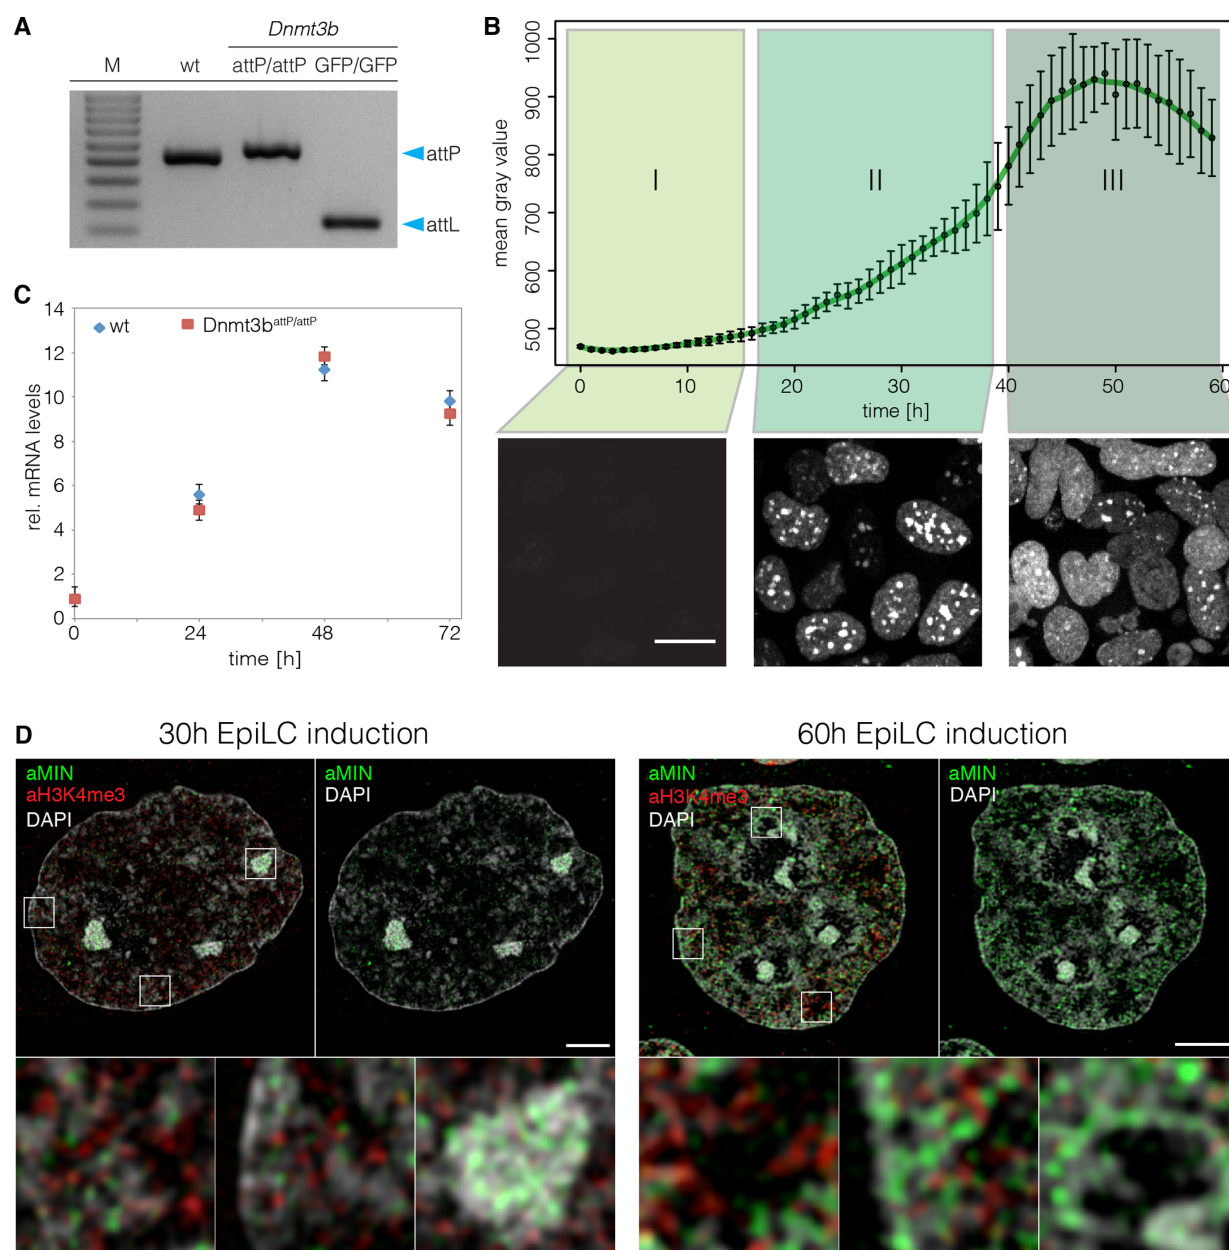 A
Dnmt3b
M wt attP/attP GFP/GFP
attP
attL
B
1000
900
800
700
600
500
mean gray value
I II III
0 10 20 30 40 50 60
time [h]
C
14
12
10
8
6
4
2
0
rel. mRNA levels
wt Dnmt3battP/attP
0 24 48 72
time [h]
D
30h EpiLC induction
aMIN
aH3K4me3
DAPI
aMIN
DAPI
60h EpiLC induction
aMIN
aH3K4me3
DAPI
aMIN
DAPI